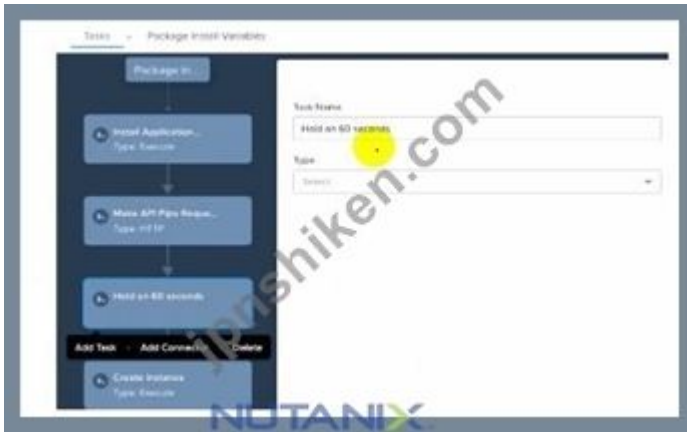 Tasks Package Install Variables
Package In...
Install Application...
Type: Execute
Make API Pipe Reque...
Type: HTTP
Hold on 60 seconds
Add Task Add Connector Delete
Create Instance
Type: Execute
Task Name
Hold on 60 seconds
Type
Select
jpnshiken.com
NUTANIX